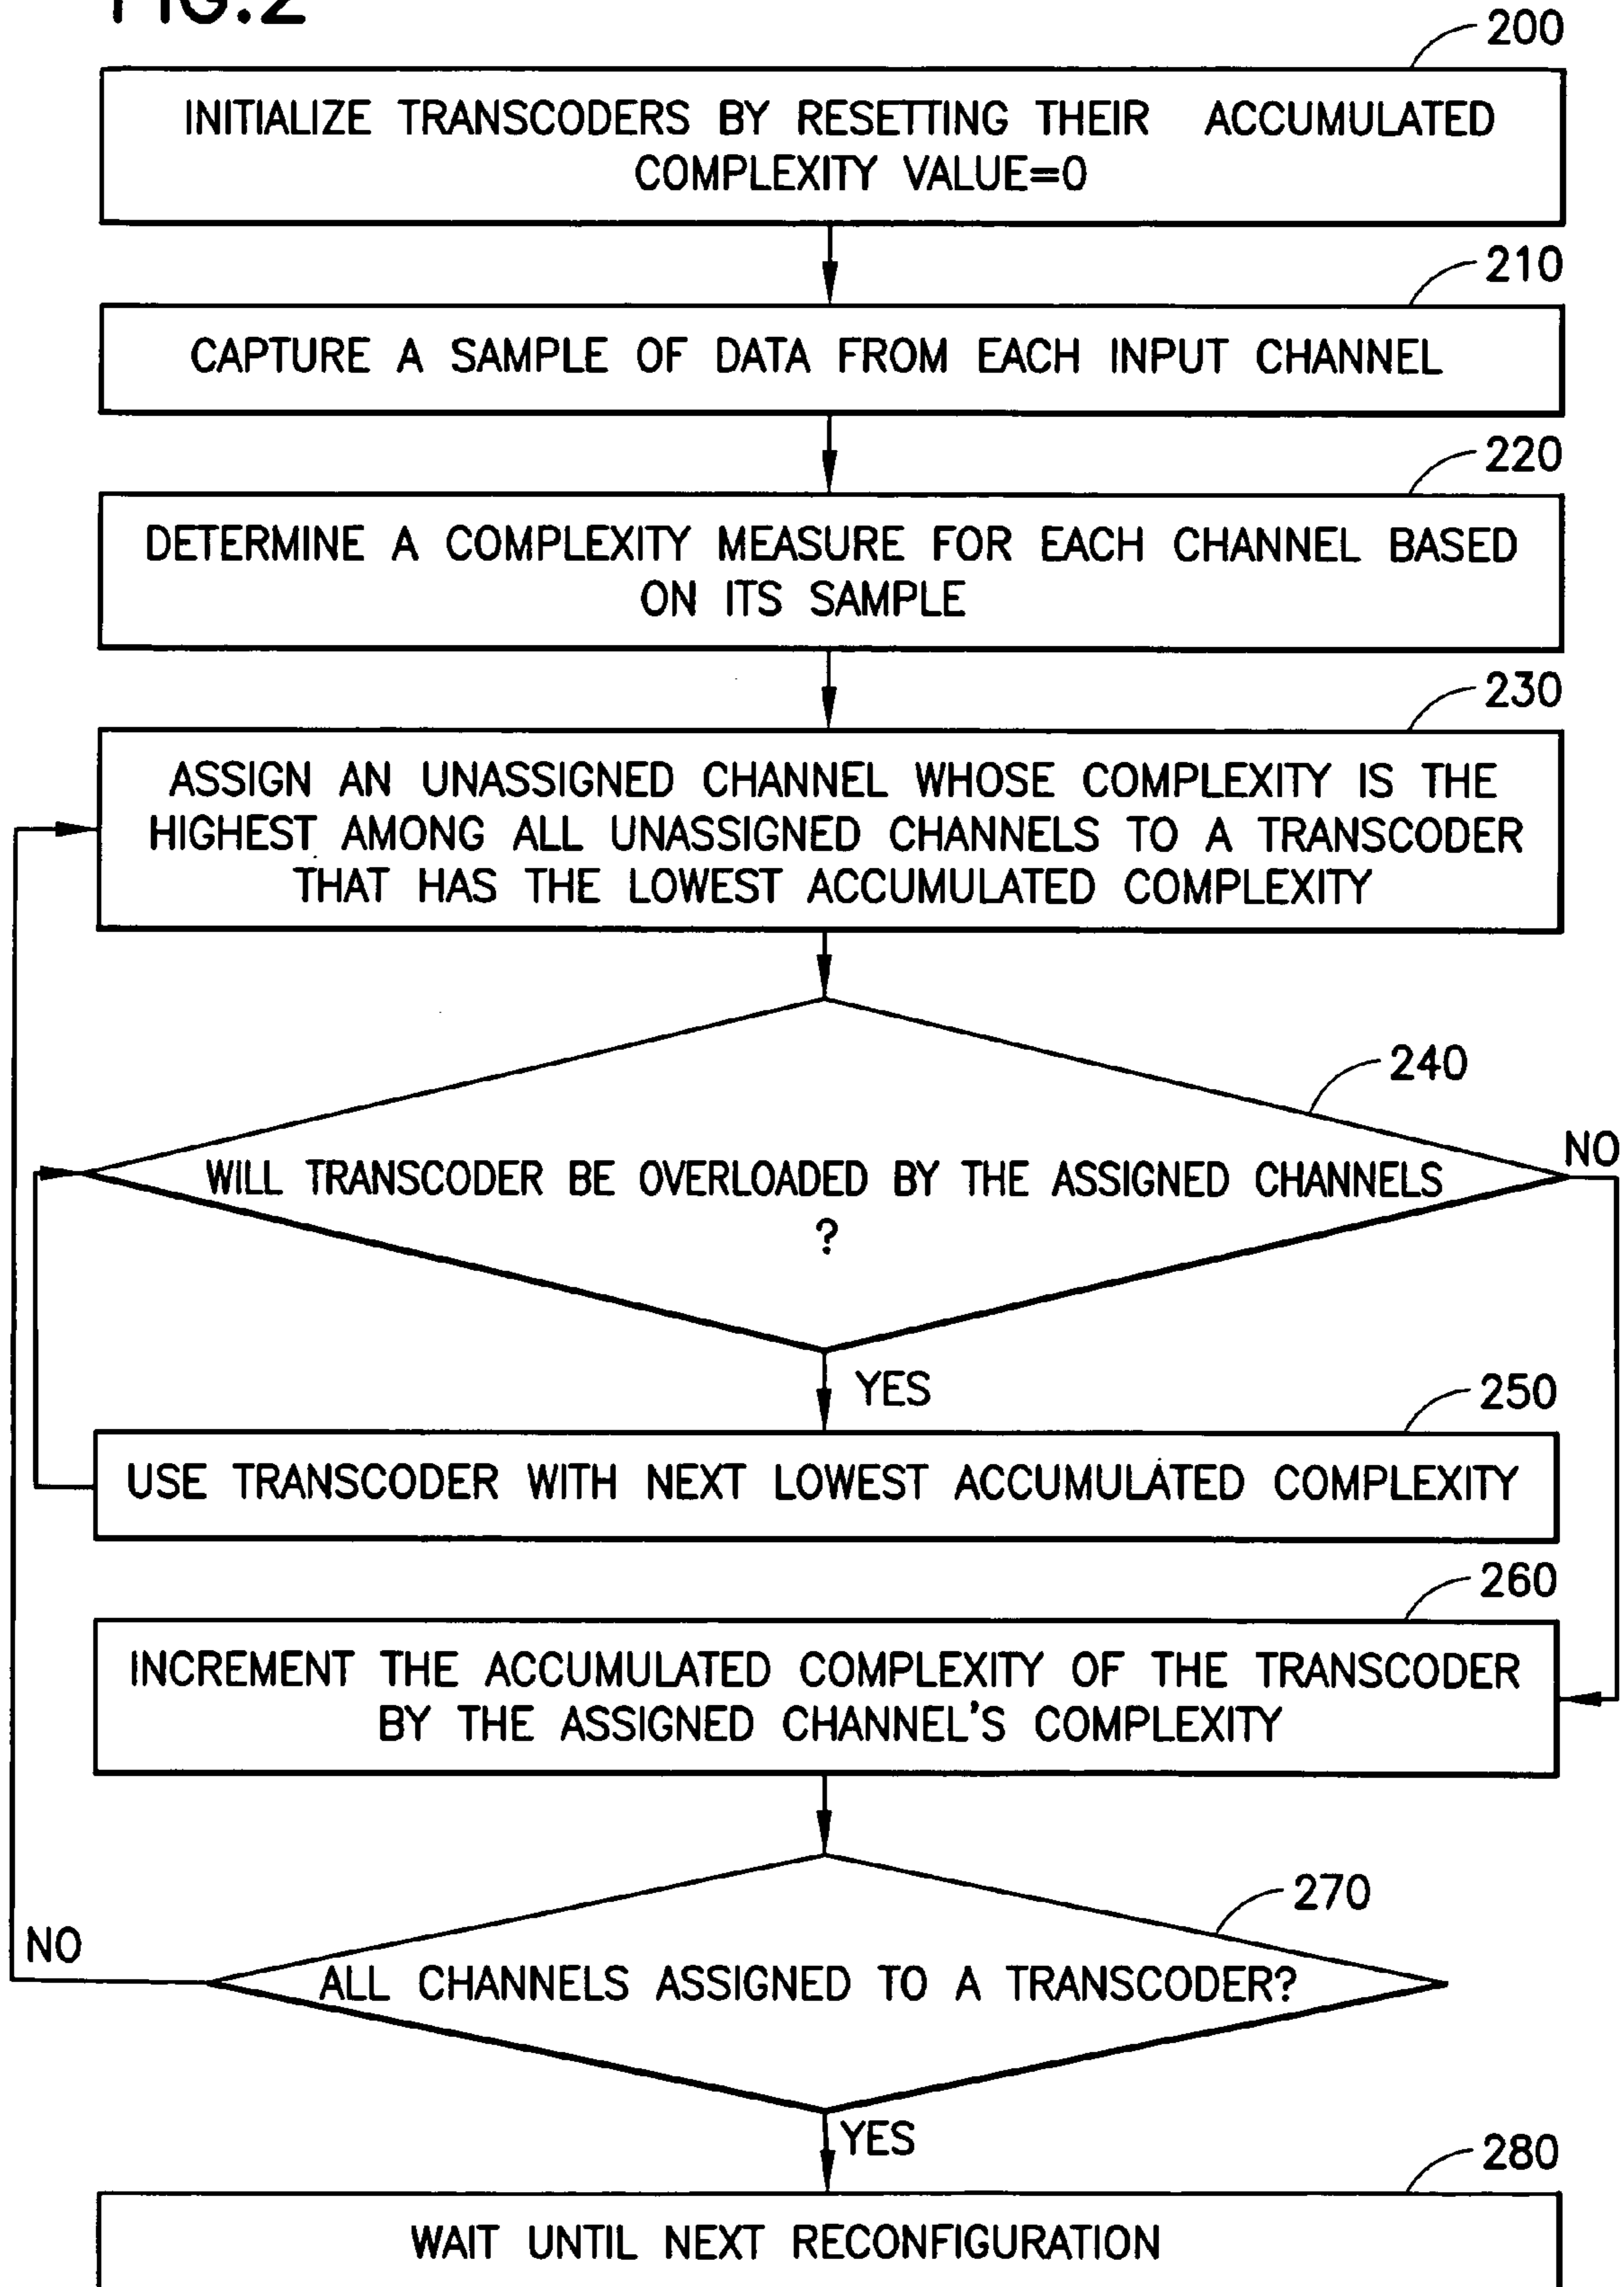 FIG.2
200
INITIALIZE TRANSCODERS BY RESETTING THEIR ACCUMULATED
COMPLEXITY VALUE=0
210
CAPTURE A SAMPLE OF DATA FROM EACH INPUT CHANNEL
220
DETERMINE A COMPLEXITY MEASURE FOR EACH CHANNEL BASED
ON ITS SAMPLE
230
ASSIGN AN UNASSIGNED CHANNEL WHOSE COMPLEXITY IS THE
HIGHEST AMONG ALL UNASSIGNED CHANNELS TO A TRANSCODER
THAT HAS THE LOWEST ACCUMULATED COMPLEXITY
240
NO
WILL TRANSCODER BE OVERLOADED BY THE ASSIGNED CHANNELS
?
YES
250
USE TRANSCODER WITH NEXT LOWEST ACCUMULATED COMPLEXITY
260
INCREMENT THE ACCUMULATED COMPLEXITY OF THE TRANSCODER
BY THE ASSIGNED CHANNEL'S COMPLEXITY
270
NO
ALL CHANNELS ASSIGNED TO A TRANSCODER?
YES
280
WAIT UNTIL NEXT RECONFIGURATION